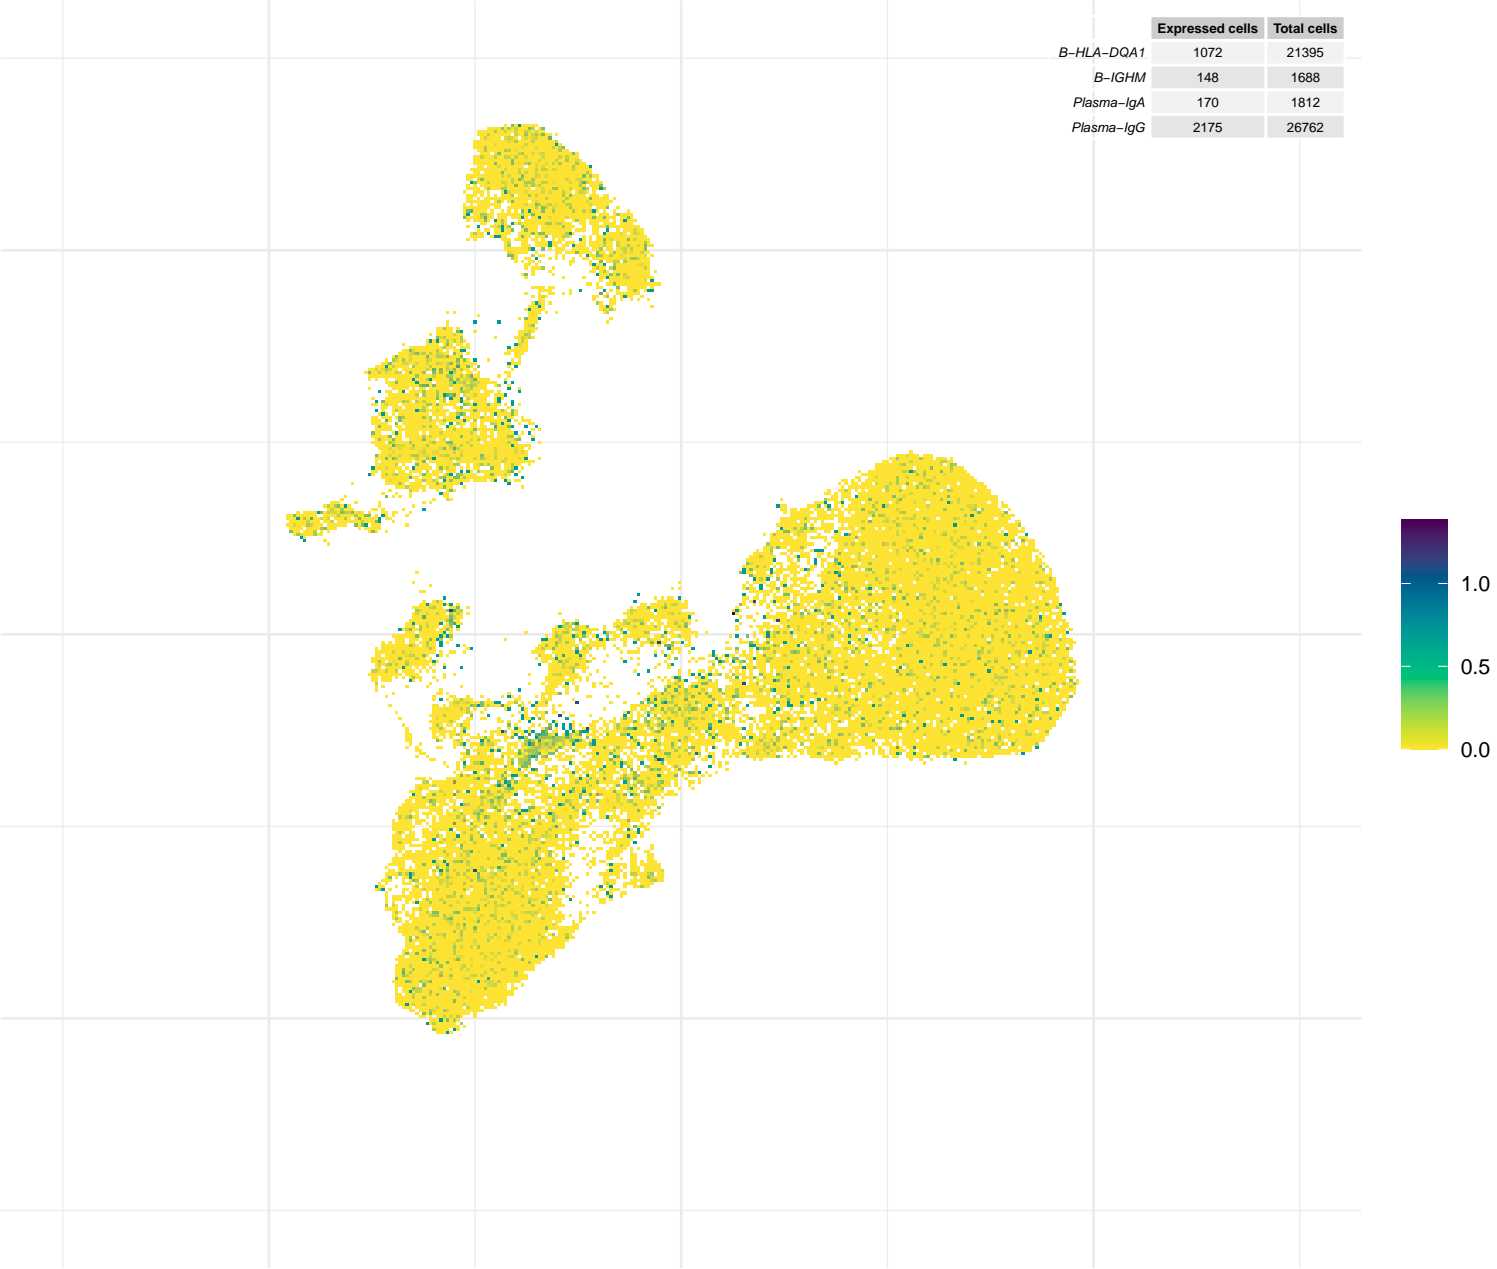 Expressed cells Total cells
B−HLA−DQA1 1072 21395
B−IGHM 148 1688
Plasma−IgA 170 1812
Plasma−IgG 2175 26762
1.0
0.5
0.0